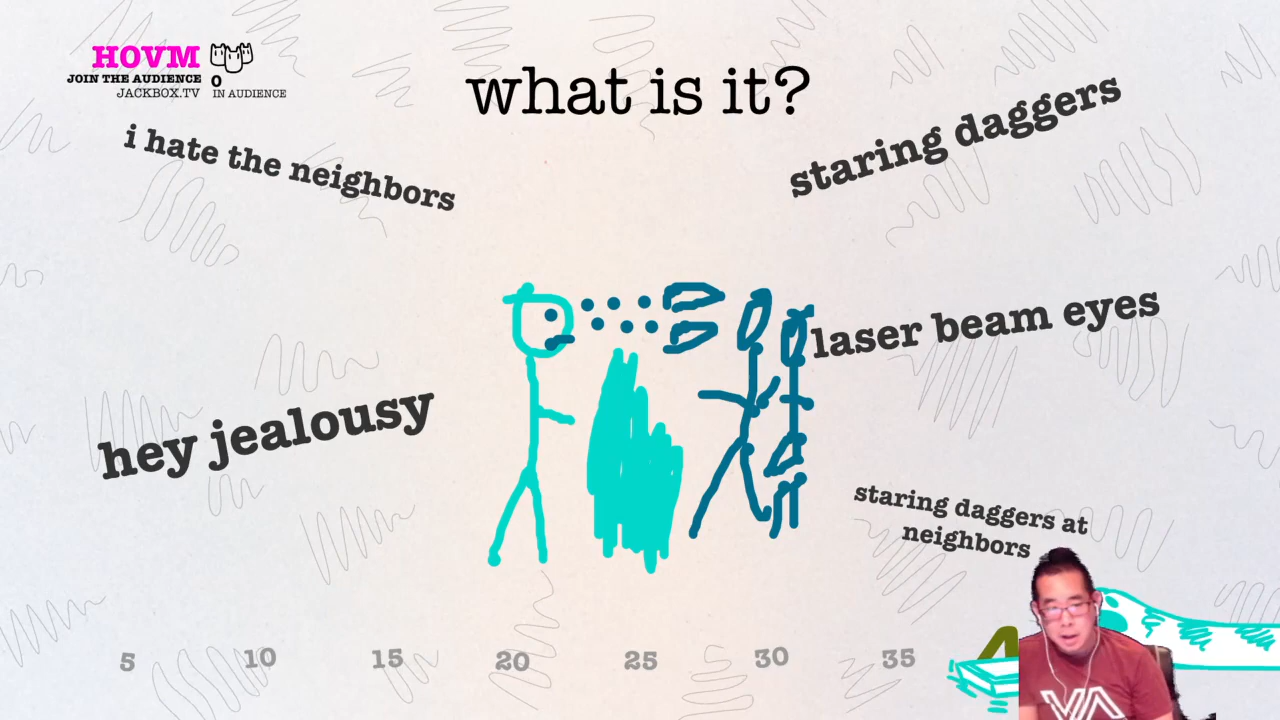 HOVM
JOIN THE AUDIENCE
JACKBOX.TV
0
IN AUDIENCE
what is it?
i hate the neighbors
staring daggers
laser beam eyes
hey jealousy
staring daggers at
neighbors
5 10 15 20 25 30 35